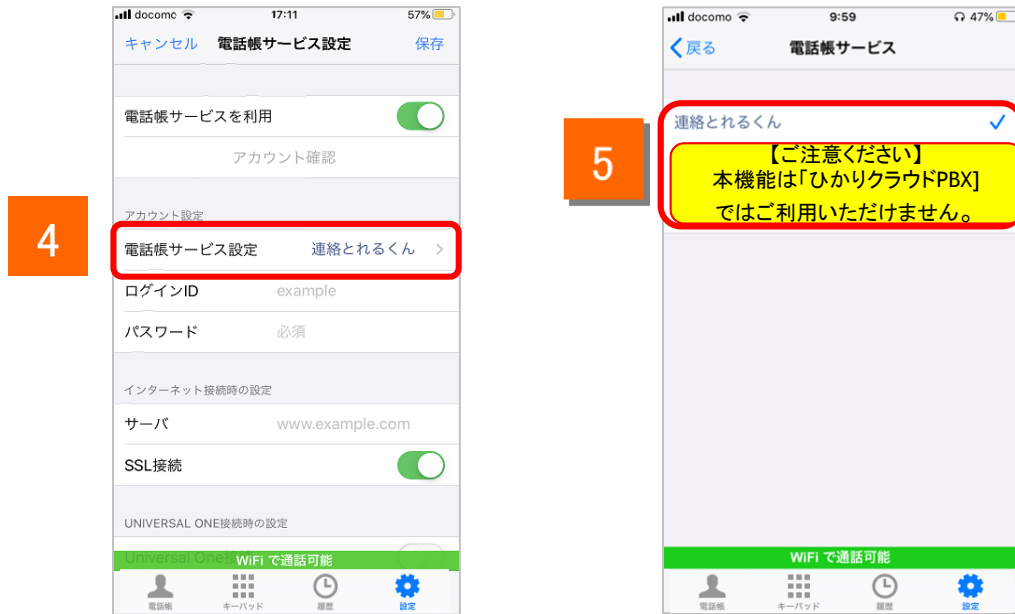 docomo 17:11 57%
キャンセル 電話帳サービス設定 保存
電話帳サービスを利用
アカウント確認
アカウント設定
4
電話帳サービス設定 連絡とれるくん
ログインID example
パスワード 必須
インターネット接続時の設定
サーバ www.example.com
SSL接続
UNIVERSAL ONE接続時の設定
Universal One接
WiFi で通話可能
電話帳 キーパッド 履歴 設定
docomo 9:59 47%
戻る 電話帳サービス
5
連絡とれるくん
【ご注意ください】
本機能は「ひかりクラウドPBX]
ではご利用いただけません。
WiFi で通話可能
電話帳 キーパッド 履歴 設定